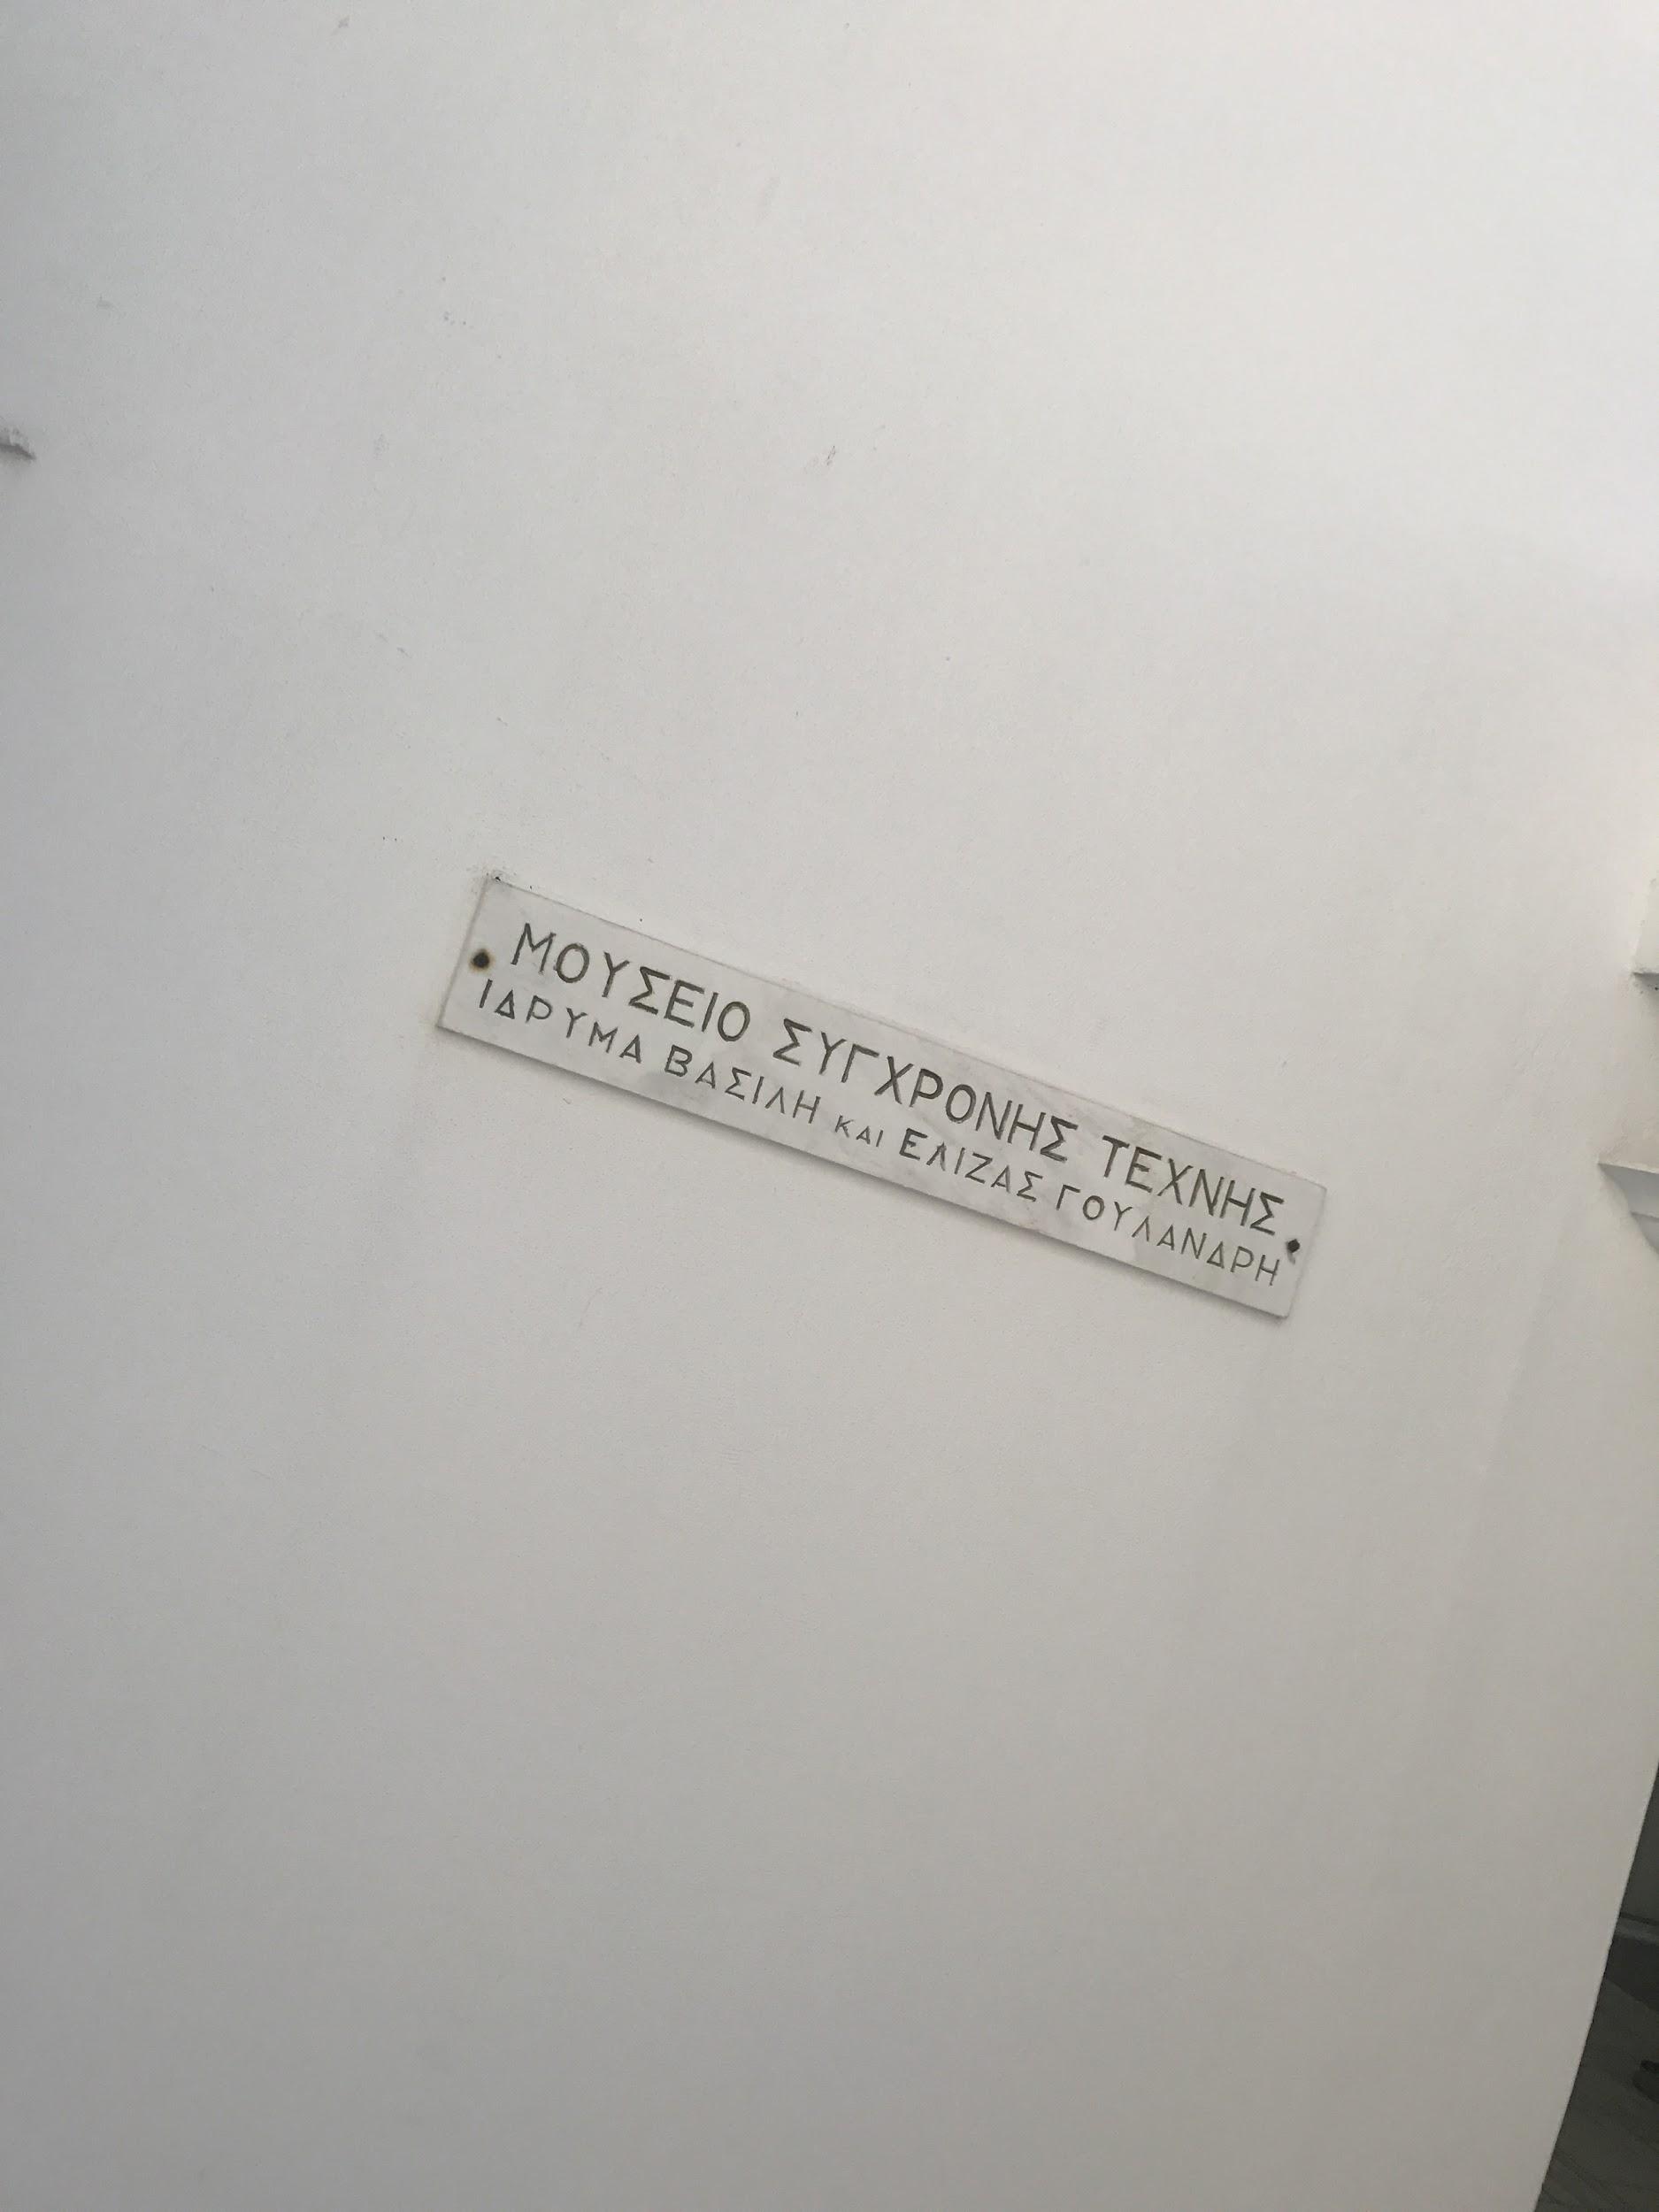 ΜΟΥΣΕΙΟ ΣΥΓΧΡΟΝΗΣ ΤΕΧΝΗΣ
ΙΔΡΥΜΑ ΒΑΣΙΛΗ ΚΑΙ ΕΛΙΖΑΣ ΓΟΥΛΑΝΔΡΗ